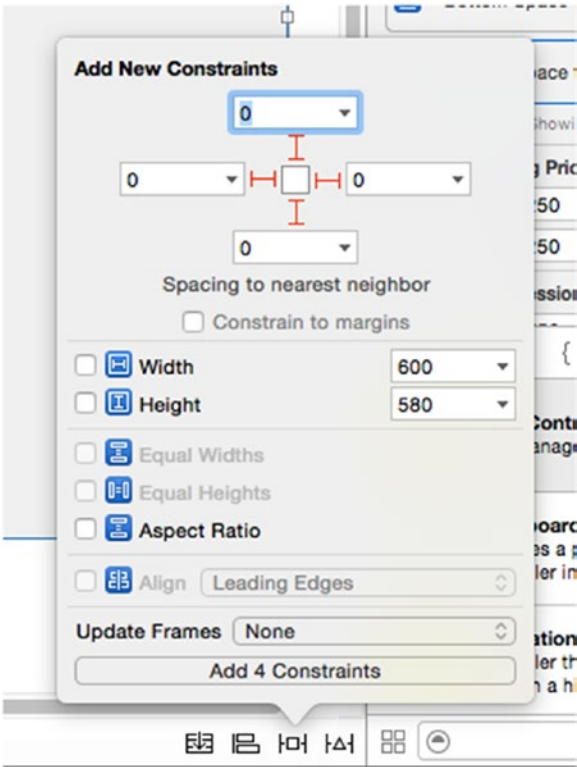 Add New Constraints
0
0
0
0
Spacing to nearest neighbor
Constrain to margins
Width
600
Height
580
Equal Widths
Equal Heights
Aspect Ratio
Align
Leading Edges
Update Frames
None
Add 4 Constraints